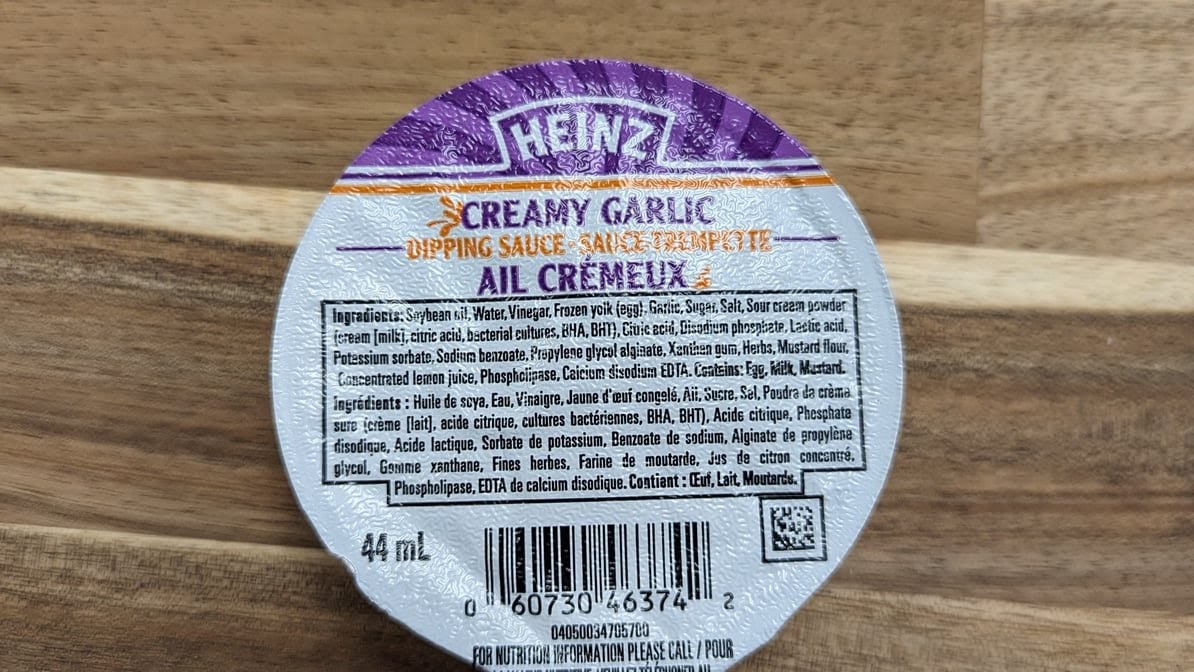 HEINZ
CREAMY GARLIC
DIPPING SAUCE · SAUCE TREMPETTE
AIL CRÉMEUX
Ingredients: Soybean oil, Water, Vinegar, Frozen yolk (egg), Garlic, Sugar, Salt, Sour cream powder
(cream [milk], citric acid, bacterial cultures, BHA, BHT), Citric acid, Disodium phosphate, Lactic acid,
Potassium sorbate, Sodium benzoate, Propylene glycol alginate, Xanthan gum, Herbs, Mustard flour,
Concentrated lemon juice, Phospholipase, Calcium disodium EDTA. Contains: Egg, Milk, Mustard.
Ingrédients : Huile de soya, Eau, Vinaigre, Jaune d'œuf congelé, Ail, Sucre, Sel, Poudre de crème
sure (crème [lait], acide citrique, cultures bactériennes, BHA, BHT), Acide citrique, Phosphate
disodique, Acide lactique, Sorbate de potassium, Benzoate de sodium, Alginate de propylène
glycol, Gomme xanthane, Fines herbes, Farine de moutarde, Jus de citron concentré,
Phospholipase, EDTA de calcium disodique. Contient : Œuf, Lait, Moutarde.
44 mL
0 60730 46374 2
04050034705700
FOR NUTRITION INFORMATION PLEASE CALL / POUR